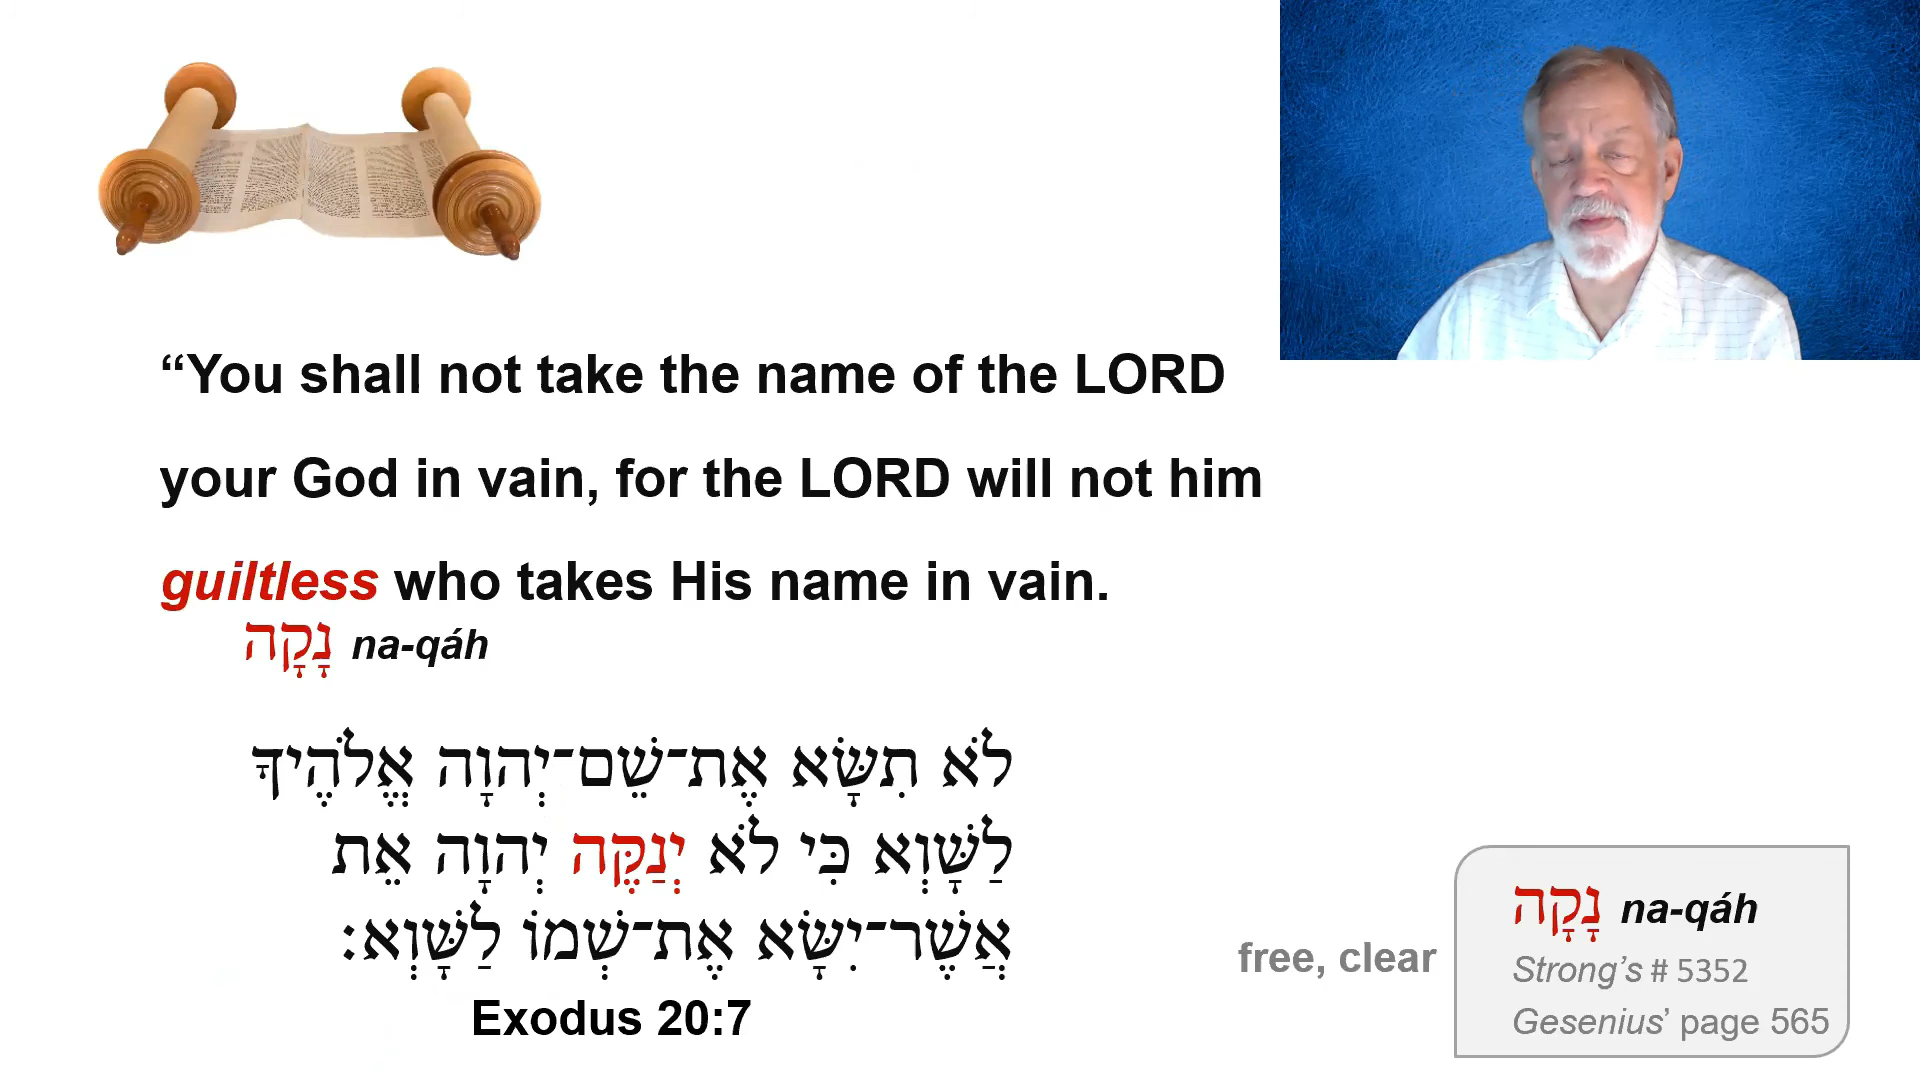 “You shall not take the name of the LORD
your God in vain, for the LORD will not him
guiltless who takes His name in vain.
נָקָה na-qáh
לֹא תִשָּׂא אֶת־שֵׁם־יְהוָה אֱלֹהֶיךָ
לַשָּׁוְא כִּי לֹא יְנַקֶּה יְהוָה אֵת
אֲשֶׁר־יִשָּׂא אֶת־שְׁמוֹ לַשָּׁוְא׃
Exodus 20:7
free, clear
נָקָה na-qáh
Strong’s # 5352
Gesenius’ page 565